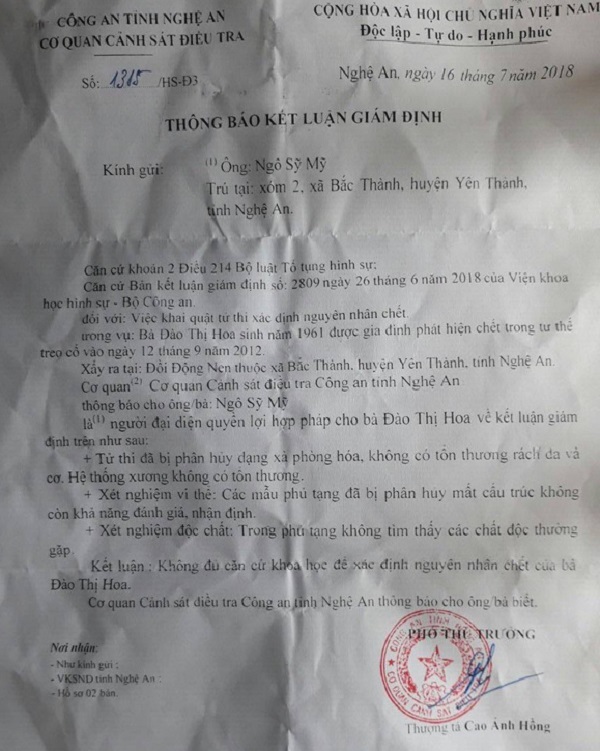 CÔNG AN TỈNH NGHỆ AN
CƠ QUAN CẢNH SÁT ĐIỀU TRA
Số: 1315 /HS-Đ3
CỘNG HÒA XÃ HỘI CHỦ NGHĨA VIỆT NAM
Độc lập - Tự do - Hạnh phúc
Nghệ An, ngày 16 tháng 7 năm 2018
THÔNG BÁO KẾT LUẬN GIÁM ĐỊNH
Kính gửi: (1) Ông: Ngô Sỹ Mỹ
Trú tại: xóm 2, xã Bắc Thành, huyện Yên Thành,
tỉnh Nghệ An.
Căn cứ khoản 2 Điều 214 Bộ luật Tố tụng hình sự;
Căn cứ Bản kết luận giám định số: 2809 ngày 26 tháng 6 năm 2018 của Viện khoa
học hình sự - Bộ Công an.
đối với: Việc khai quật tử thi xác định nguyên nhân chết.
trong vụ: Bà Đào Thị Hoa sinh năm 1961 được gia đình phát hiện chết trong tư thế
treo cổ vào ngày 12 tháng 9 năm 2012.
Xẩy ra tại: Đồi Động Nen thuộc xã Bắc Thành, huyện Yên Thành, tỉnh Nghệ An.
Cơ quan(2) Cơ quan Cảnh sát điều tra Công an tỉnh Nghệ An
thông báo cho ông/bà: Ngô Sỹ Mỹ
là(1) người đại diện quyền lợi hợp pháp cho bà Đào Thị Hoa về kết luận giám
định trên như sau:
+ Tử thi đã bị phân hủy dạng xà phòng hóa, không có tổn thương rách da và
cơ. Hệ thống xương không có tổn thương.
+ Xét nghiệm vi thể: Các mẫu phủ tạng đã bị phân hủy mất cấu trúc không
còn khả năng đánh giá, nhận định.
+ Xét nghiệm độc chất: Trong phủ tạng không tìm thấy các chất độc thường
gặp.
Kết luận : Không đủ căn cứ khoa học để xác định nguyên nhân chết của bà
Đào Thị Hoa.
Cơ quan Cảnh sát điều tra Công an tỉnh Nghệ An thông báo cho ông/bà biết.
Nơi nhận:
- Như kính gửi ;
- VKSND tỉnh Nghệ An ;
- Hồ sơ 02 bản.
PHÓ THỦ TRƯỞNG
CÔNG AN TỈNH
CƠ QUAN CẢNH SÁT
Thượng tá Cao Ánh Hồng